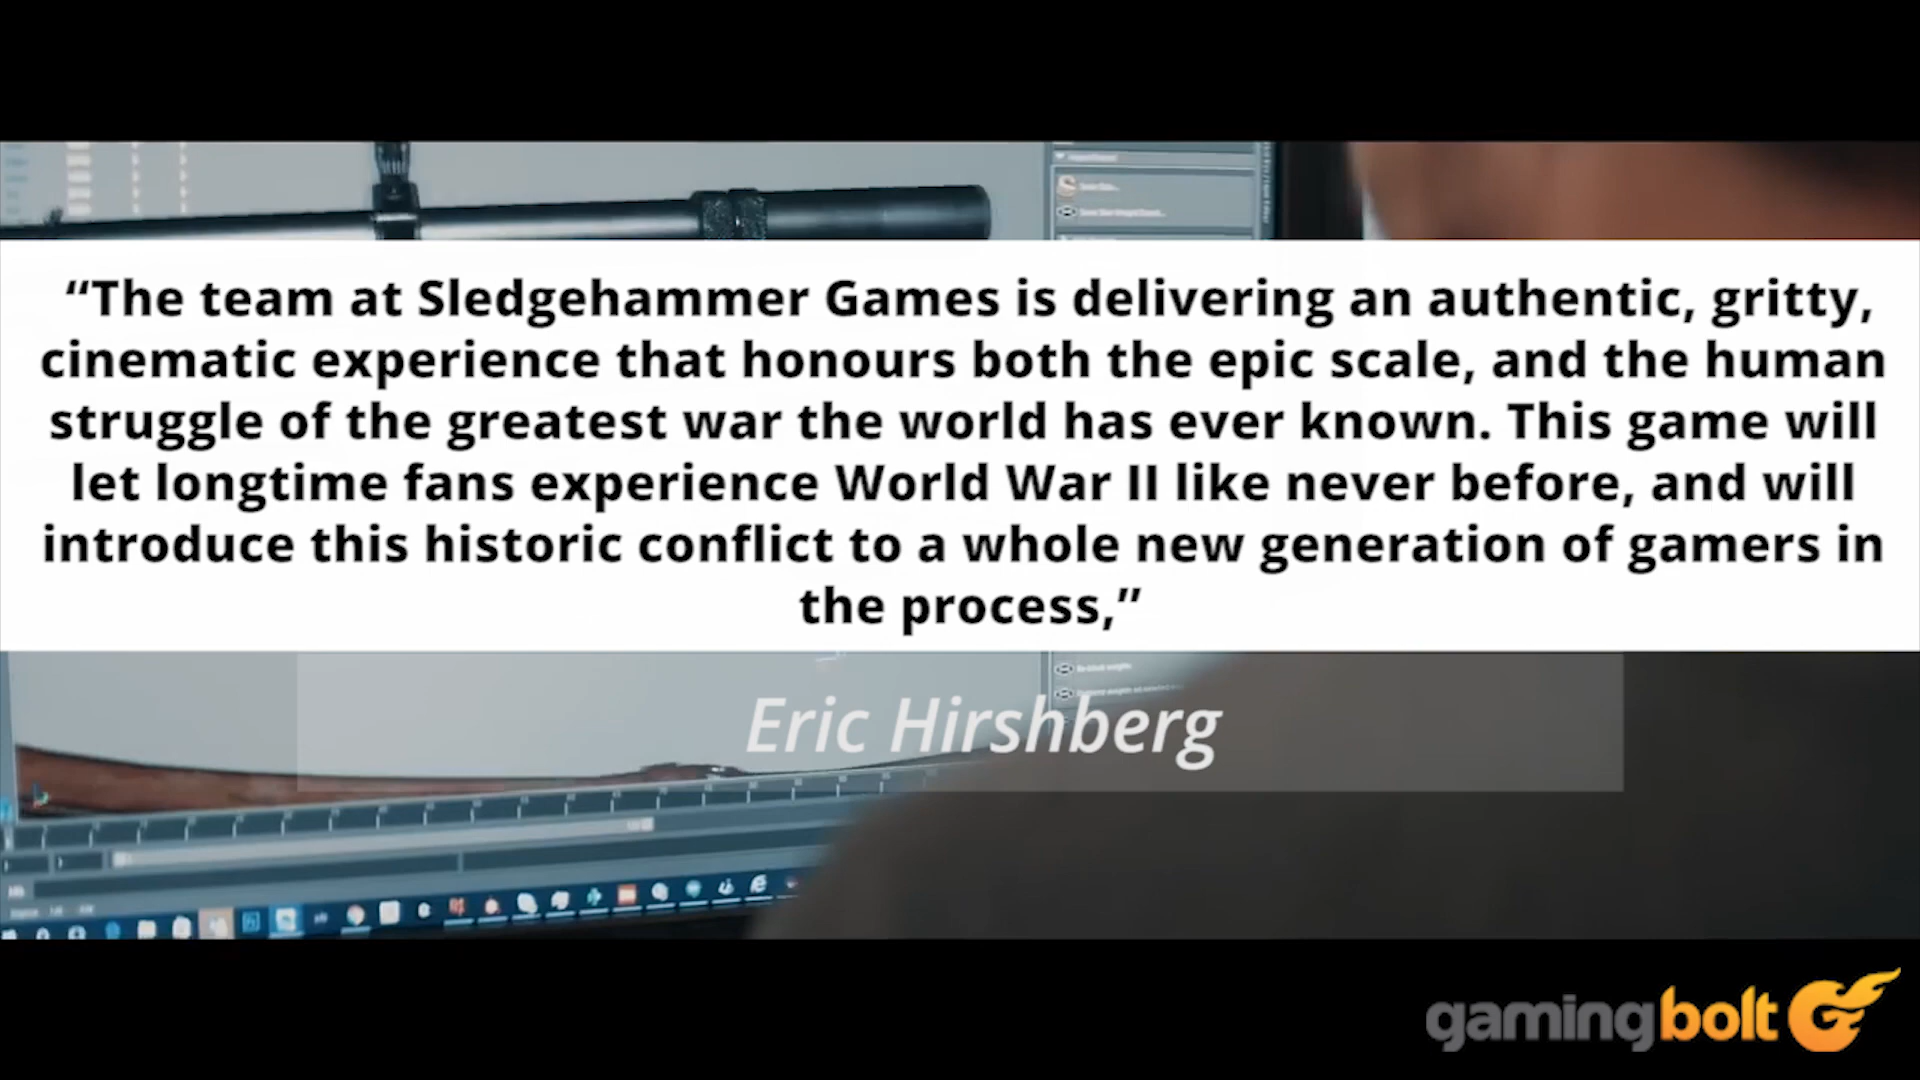 “The team at Sledgehammer Games is delivering an authentic, gritty,
cinematic experience that honours both the epic scale, and the human
struggle of the greatest war the world has ever known. This game will
let longtime fans experience World War II like never before, and will
introduce this historic conflict to a whole new generation of gamers in
the process,”
Eric Hirshberg
gamingbolt